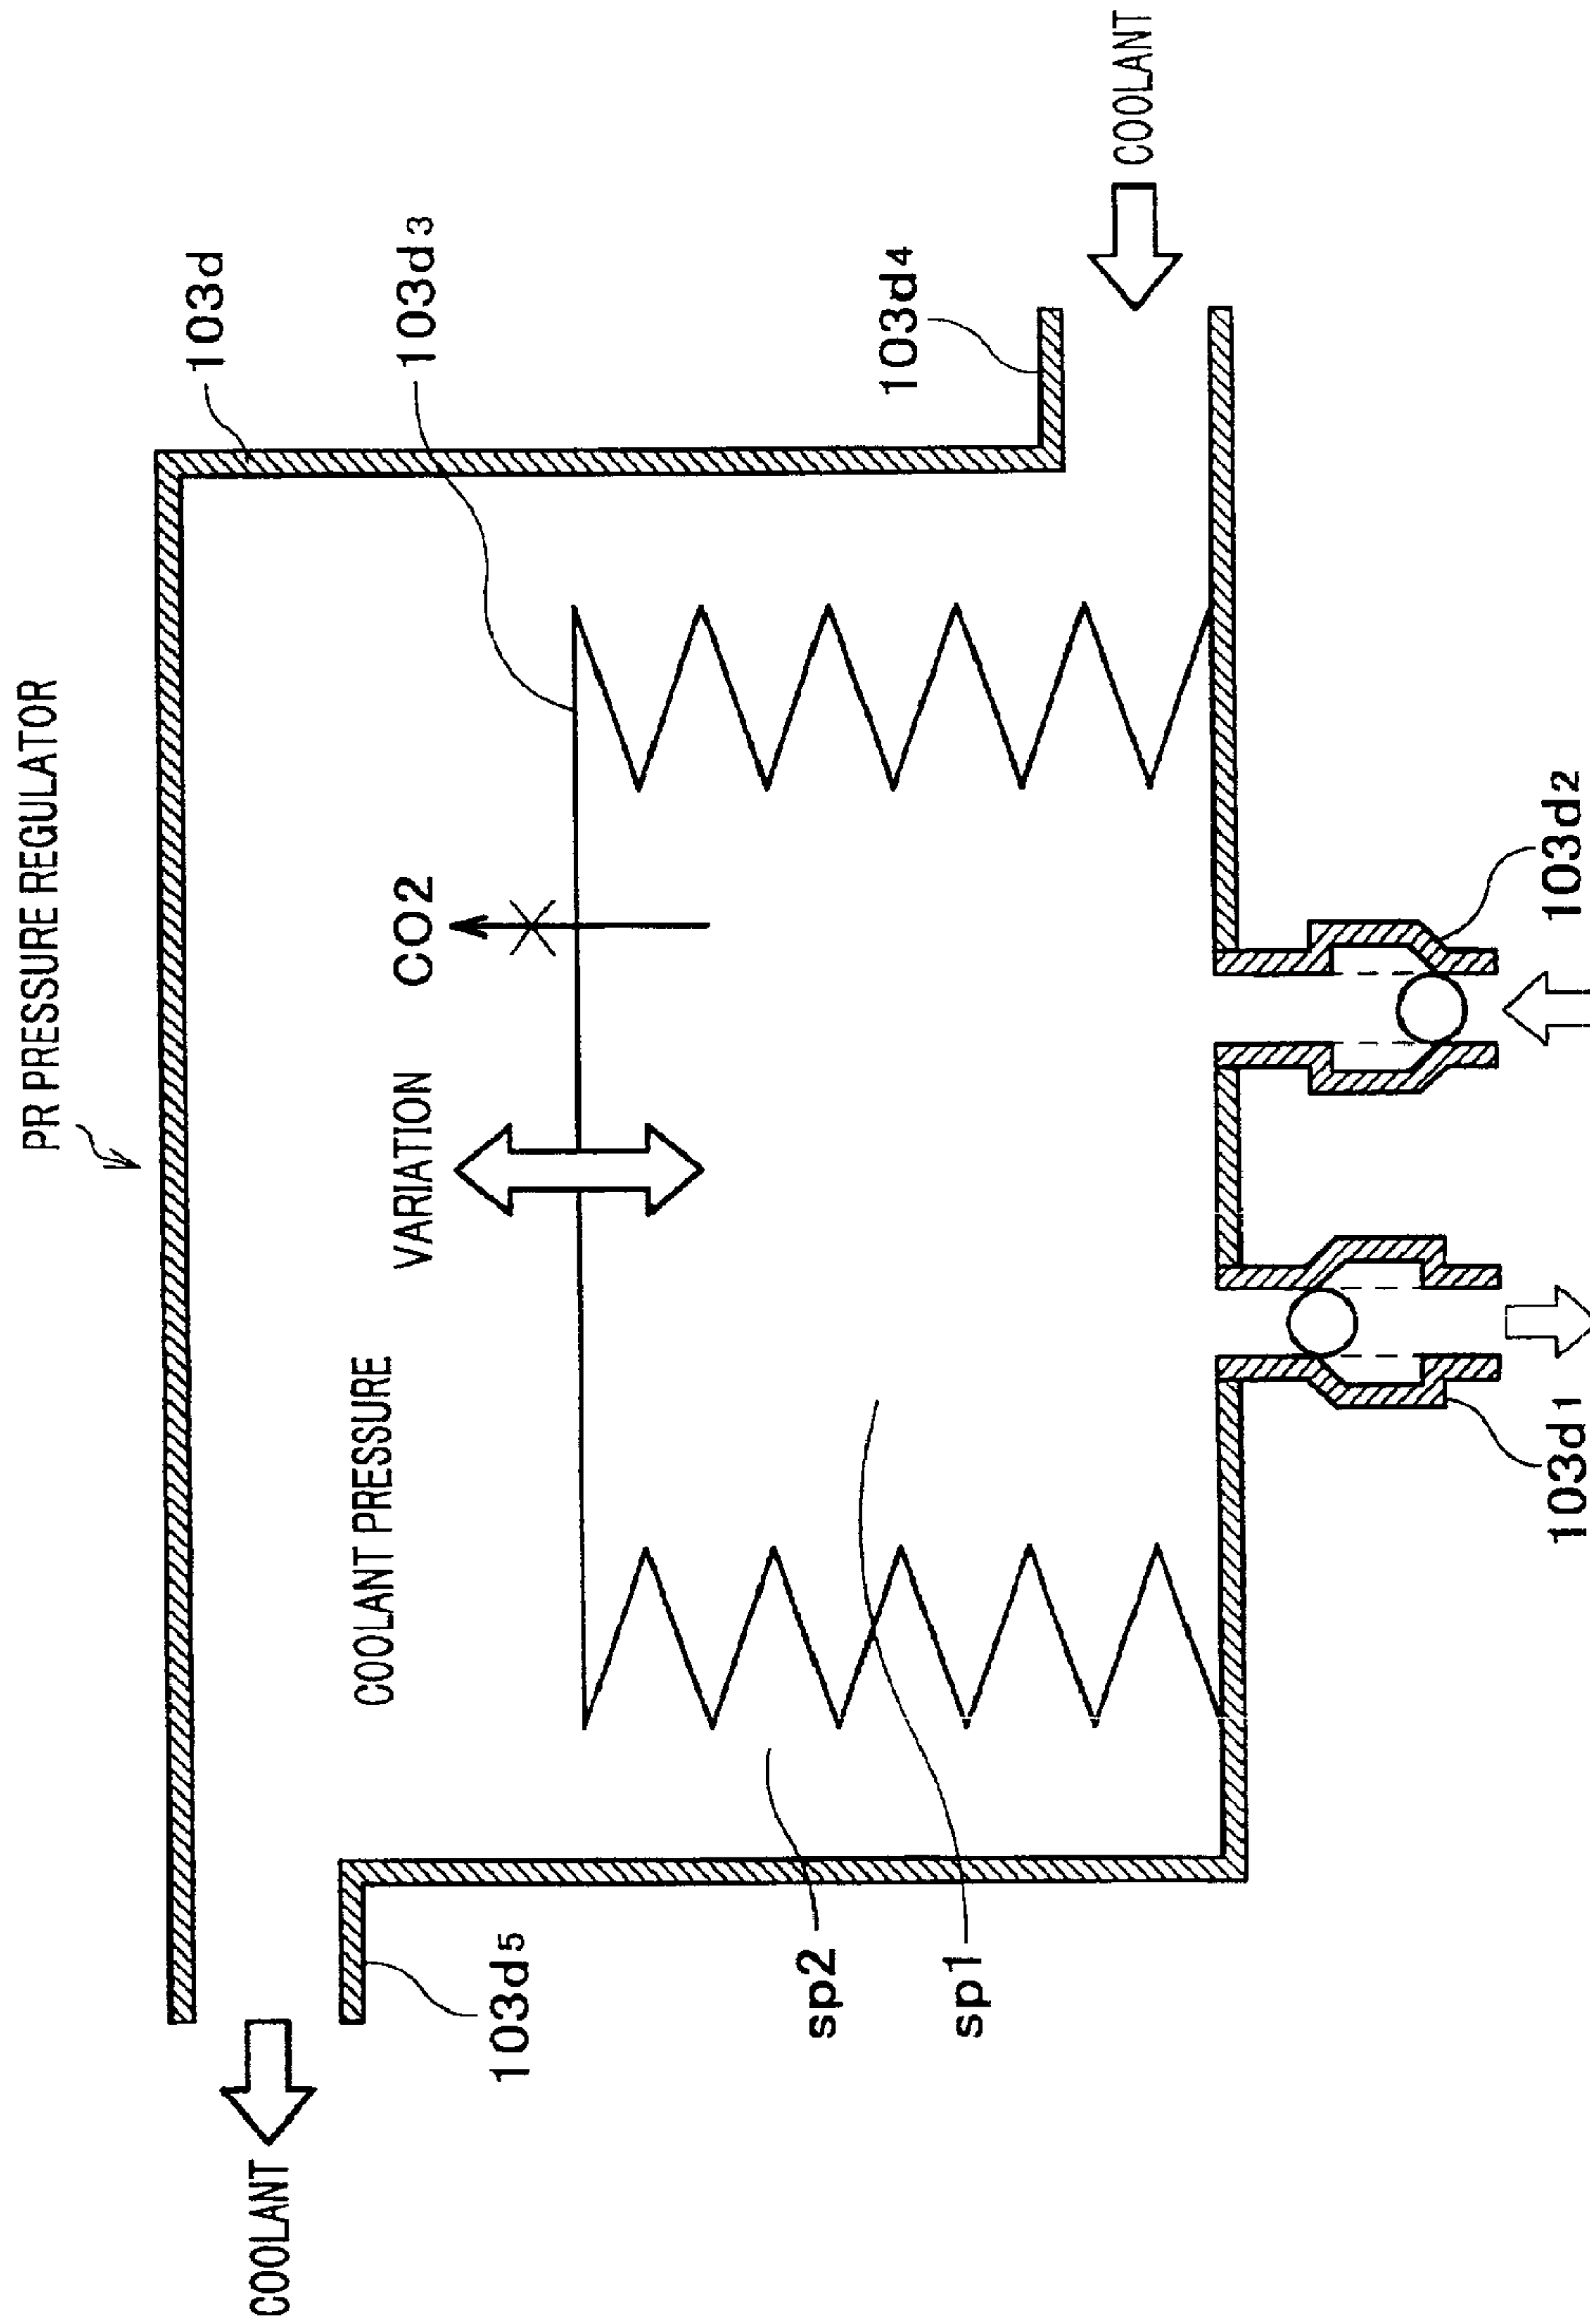 PR PRESSURE REGULATOR
103d
103d3
COOLANT PRESSURE
VARIATION
CO2
103d4
COOLANT
COOLANT
103d5
sp2
sp1
103d1
103d2